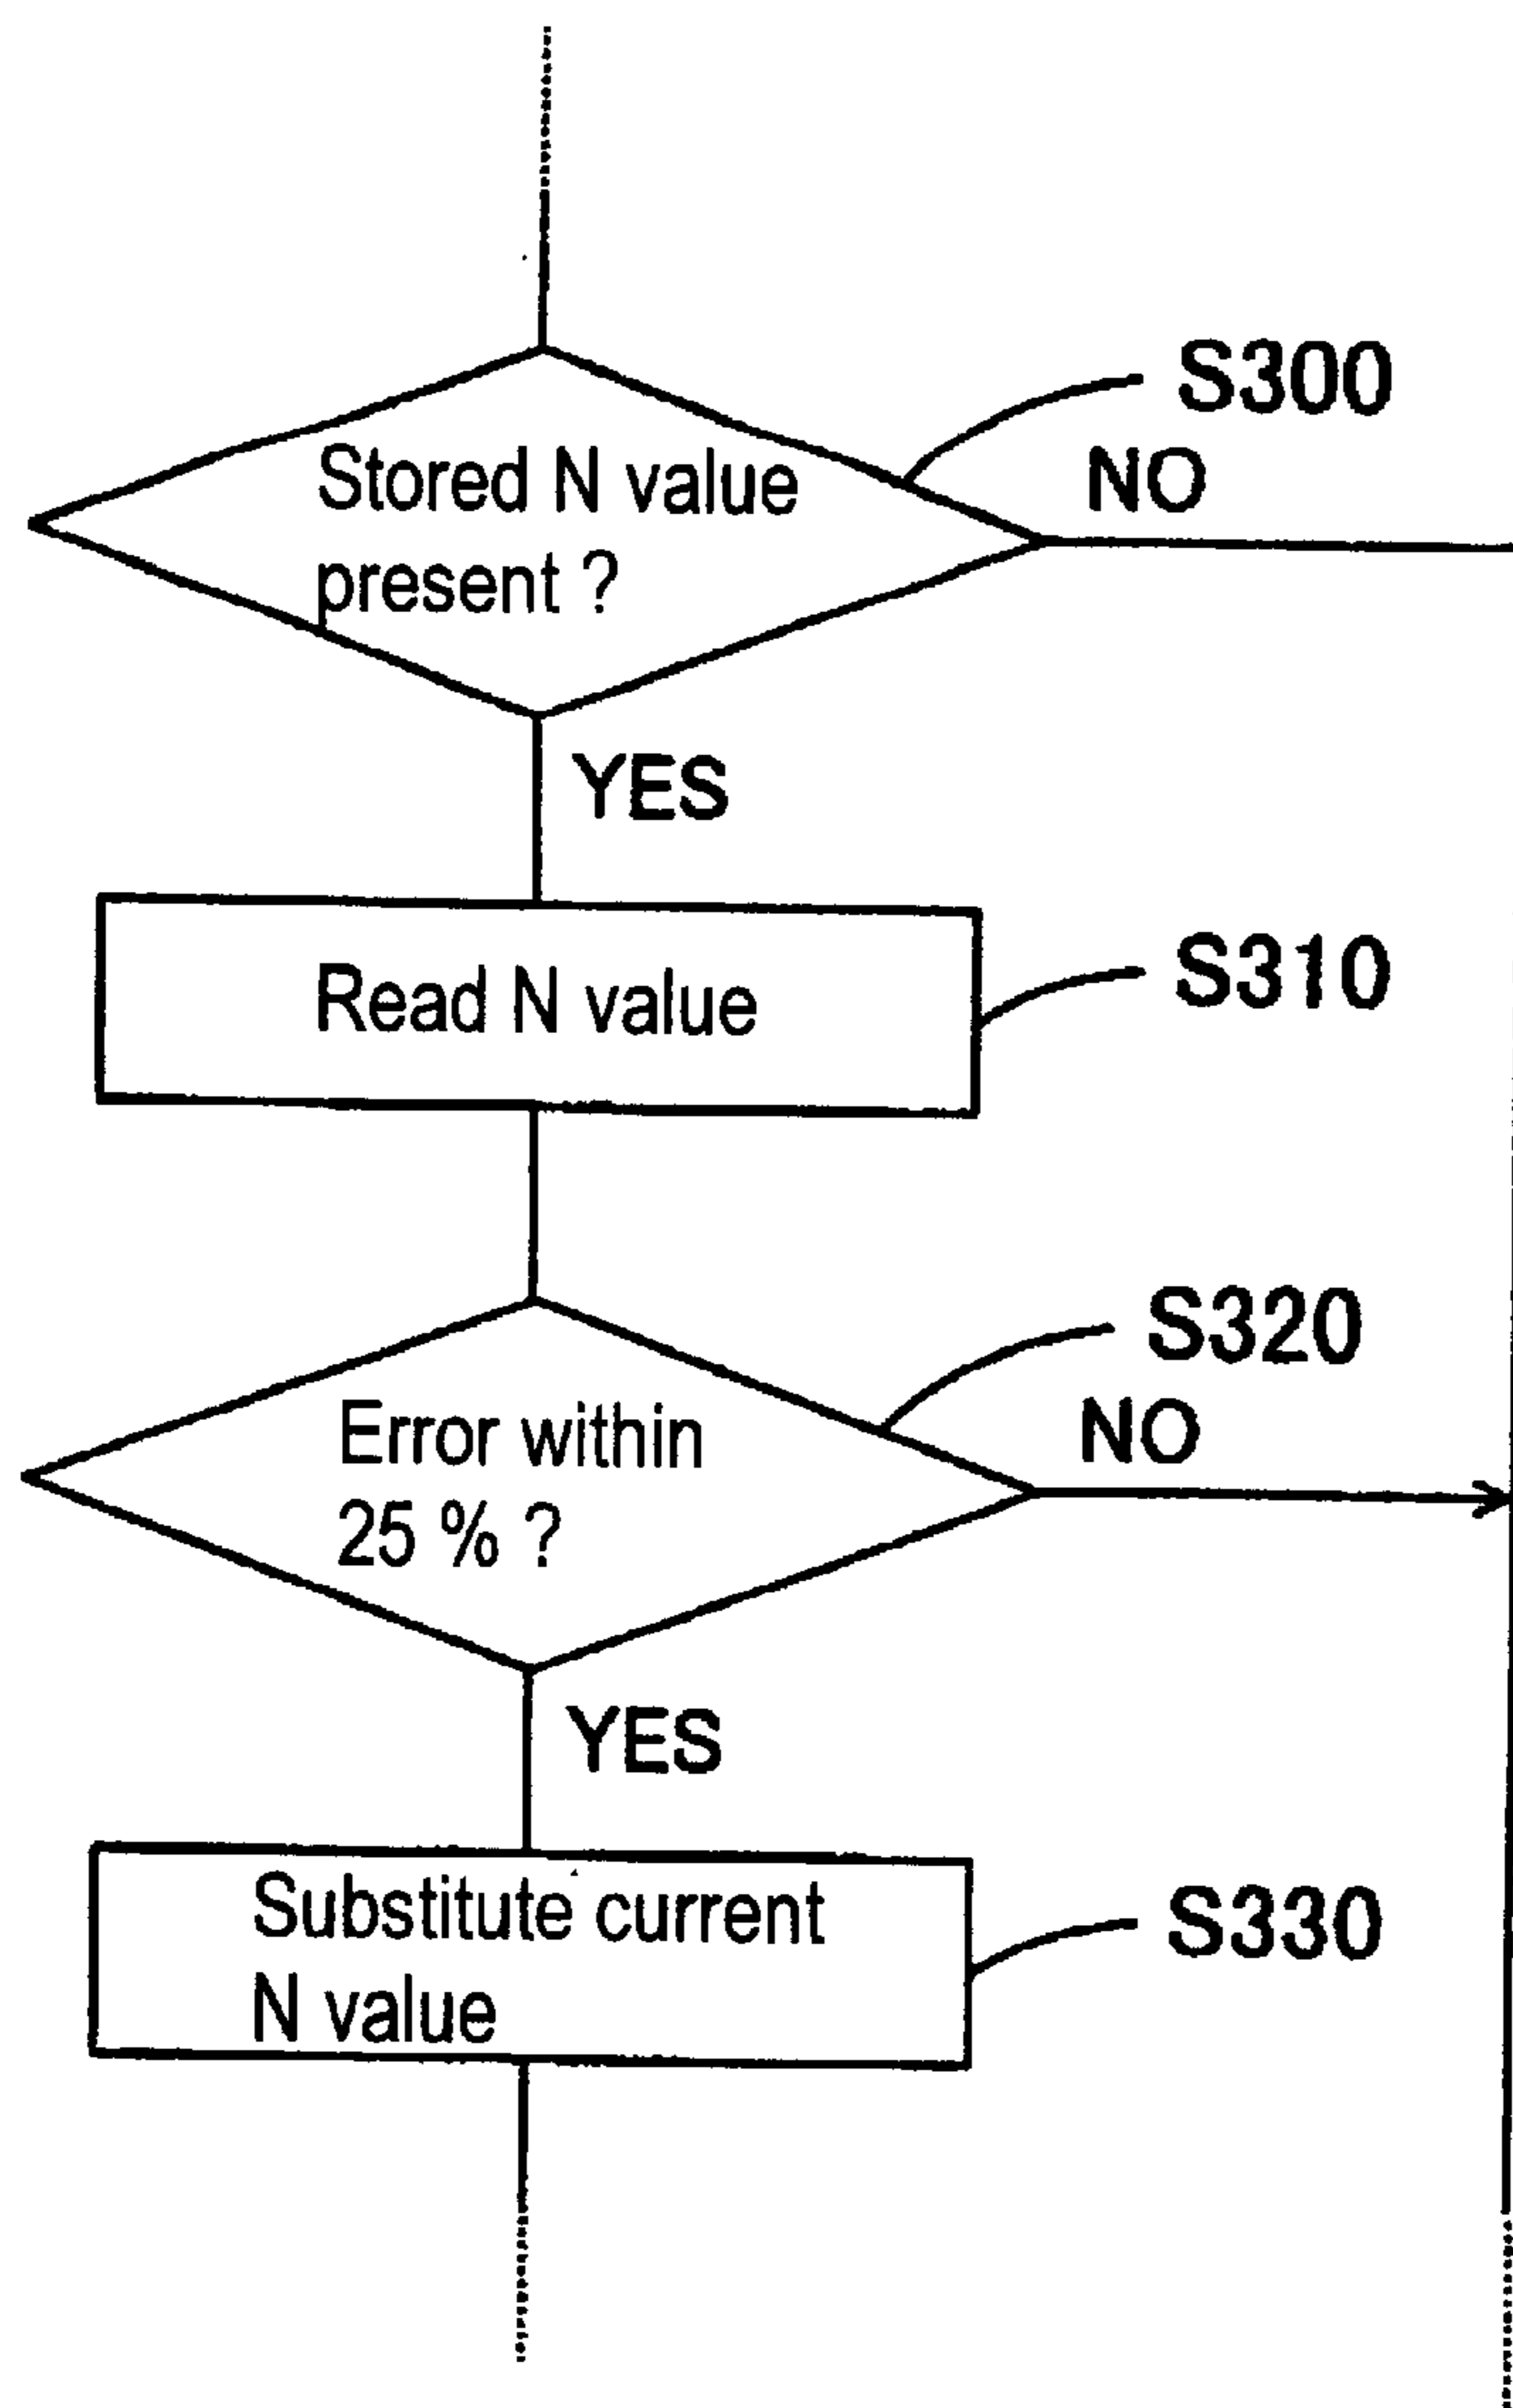 S300
Stored N value
NO
present ?
YES
Read N value
S310
S320
Error within
NO
25 % ?
YES
Substitute current
S330
N value